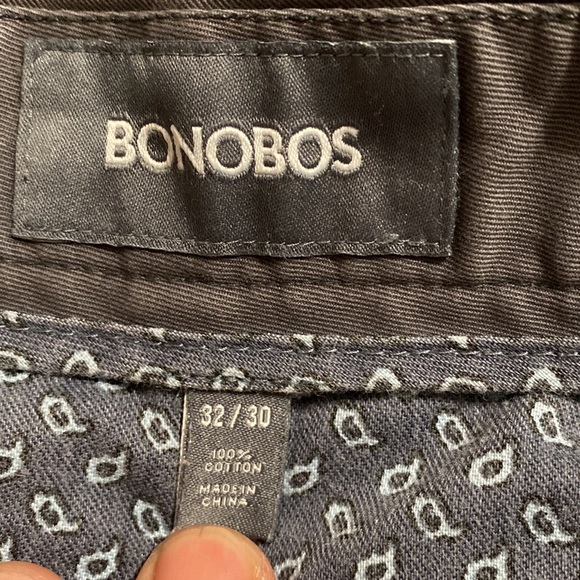 BONOBOS
32/30
100%
COTTON
MADE IN
CHINA